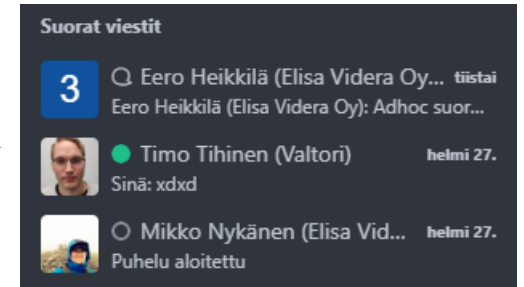 Suorat viestit
3
Eero Heikkilä (Elisa Videra Oy... tiistai
Eero Heikkilä (Elisa Videra Oy): Adhoc suor...
Timo Tihinen (Valtori) helmi 27.
Sinä: xdxd
Mikko Nykänen (Elisa Vid... helmi 27.
Puhelu aloitettu